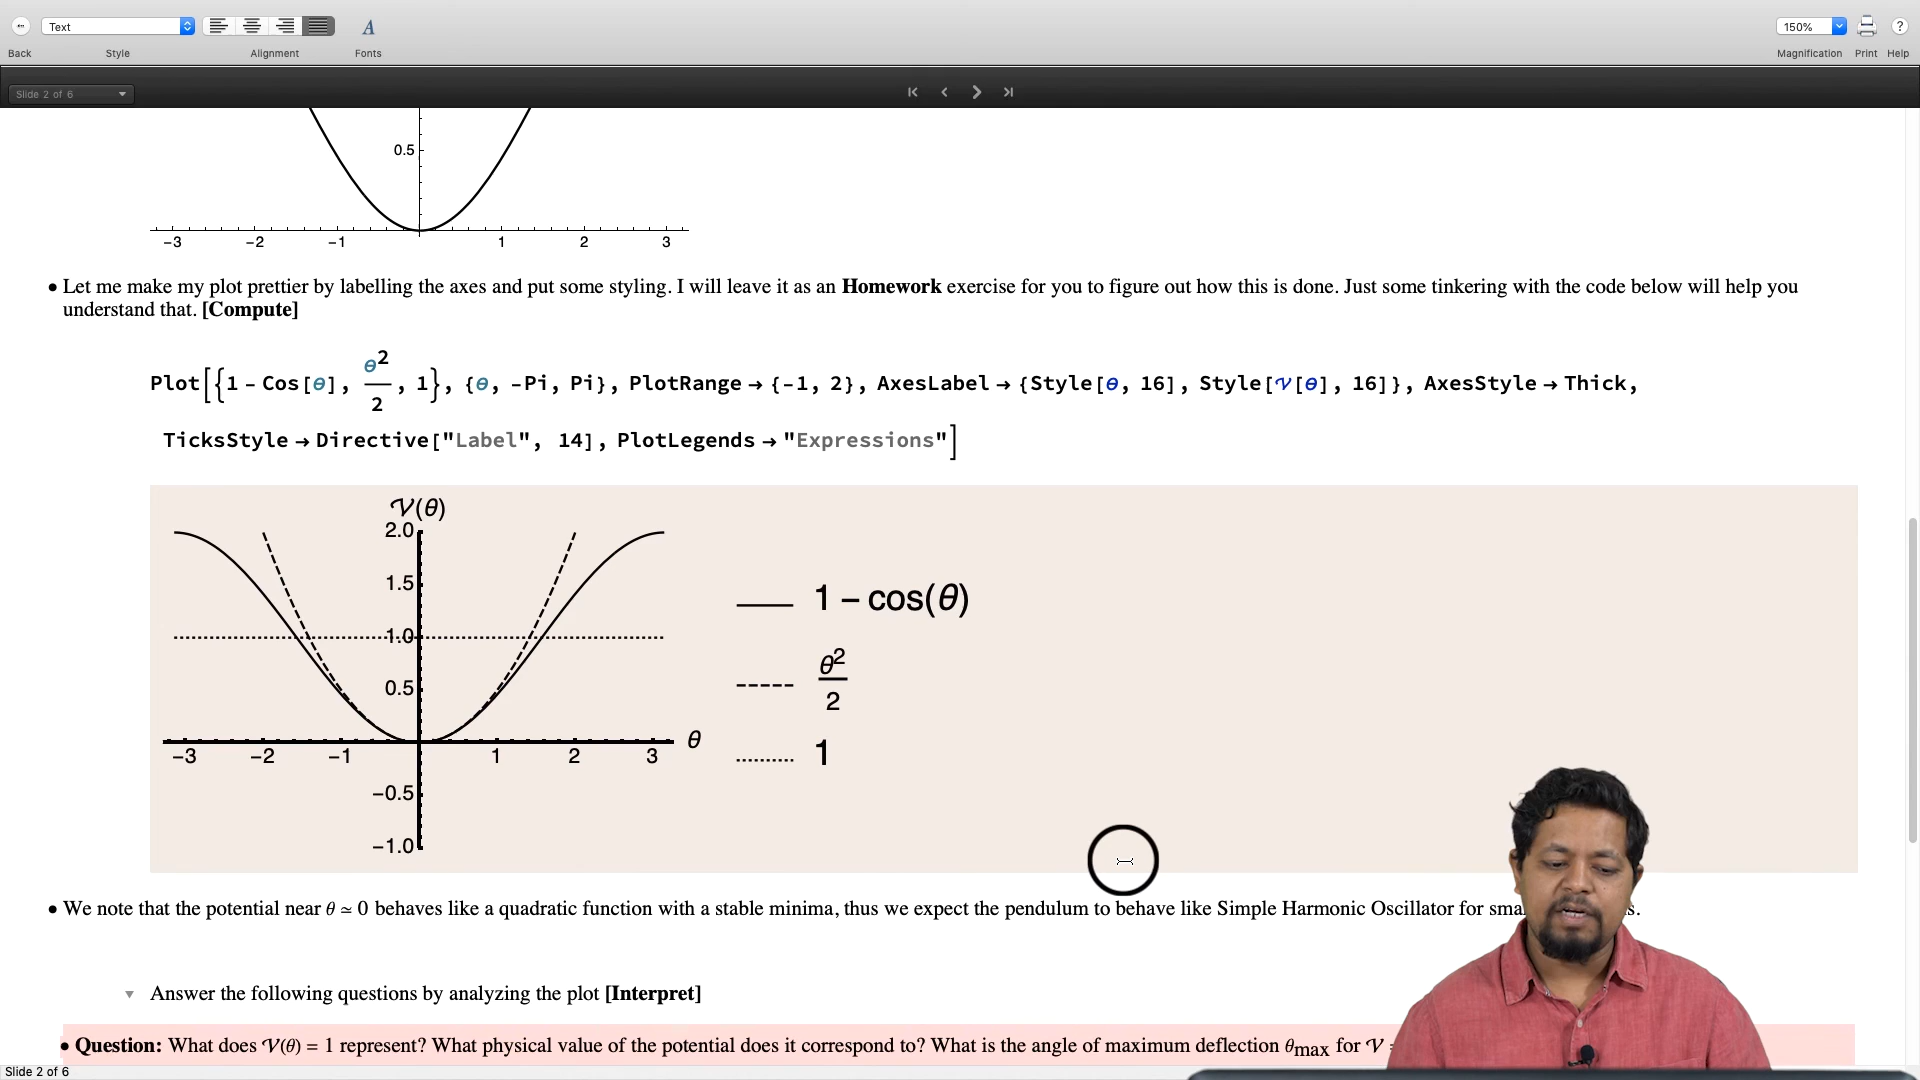 Text
150%
Back
Style
Alignment
Fonts
Magnification
Print
Help
Slide 2 of 6
0.5
−3 −2 −1 1 2 3
• Let me make my plot prettier by labelling the axes and put some styling. I will leave it as an Homework exercise for you to figure out how this is done. Just some tinkering with the code below will help you
understand that. [Compute]
Plot[{1 - Cos[θ], θ²/2, 1}, {θ, -Pi, Pi}, PlotRange → {-1, 2}, AxesLabel → {Style[θ, 16], Style[𝒱[θ], 16]}, AxesStyle → Thick,
TicksStyle → Directive["Label", 14], PlotLegends → "Expressions"]
𝒱(θ)
2.0
1.5
1 − cos(θ)
1.0
θ²/2
0.5
θ
−3 −2 −1 1 2 3
1
−0.5
−1.0
• We note that the potential near θ ≃ 0 behaves like a quadratic function with a stable minima, thus we expect the pendulum to behave like Simple Harmonic Oscillator for
Answer the following questions by analyzing the plot [Interpret]
• Question: What does 𝒱(θ) = 1 represent? What physical value of the potential does it correspond to? What is the angle of maximum deflection θmax for 𝒱
Slide 2 of 6